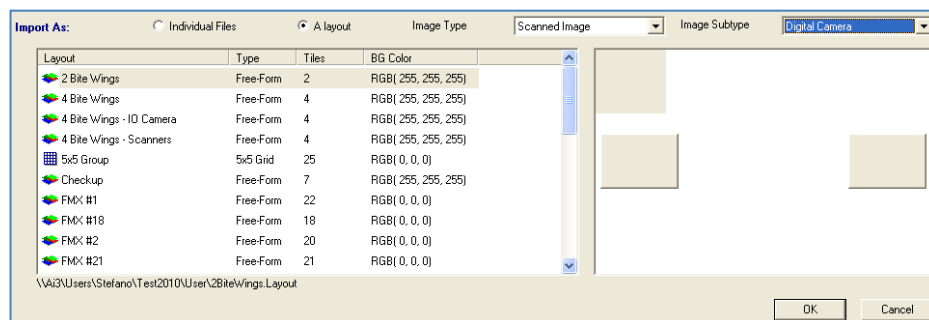 Import As: Individual Files A layout Image Type Scanned Image Image Subtype Digital Camera
Layout Type Tiles BG Color
2 Bite Wings Free-Form 2 RGB( 255, 255, 255)
4 Bite Wings Free-Form 4 RGB( 255, 255, 255)
4 Bite Wings - IO Camera Free-Form 4 RGB( 255, 255, 255)
4 Bite Wings - Scanners Free-Form 4 RGB( 255, 255, 255)
5x5 Group 5x5 Grid 25 RGB( 0, 0, 0)
Checkup Free-Form 7 RGB( 255, 255, 255)
FMX #1 Free-Form 22 RGB( 0, 0, 0)
FMX #18 Free-Form 18 RGB( 0, 0, 0)
FMX #2 Free-Form 20 RGB( 0, 0, 0)
FMX #21 Free-Form 21 RGB( 0, 0, 0)
\\Ai3\Users\Stefano\Test2010\User\2BiteWings.Layout
OK Cancel